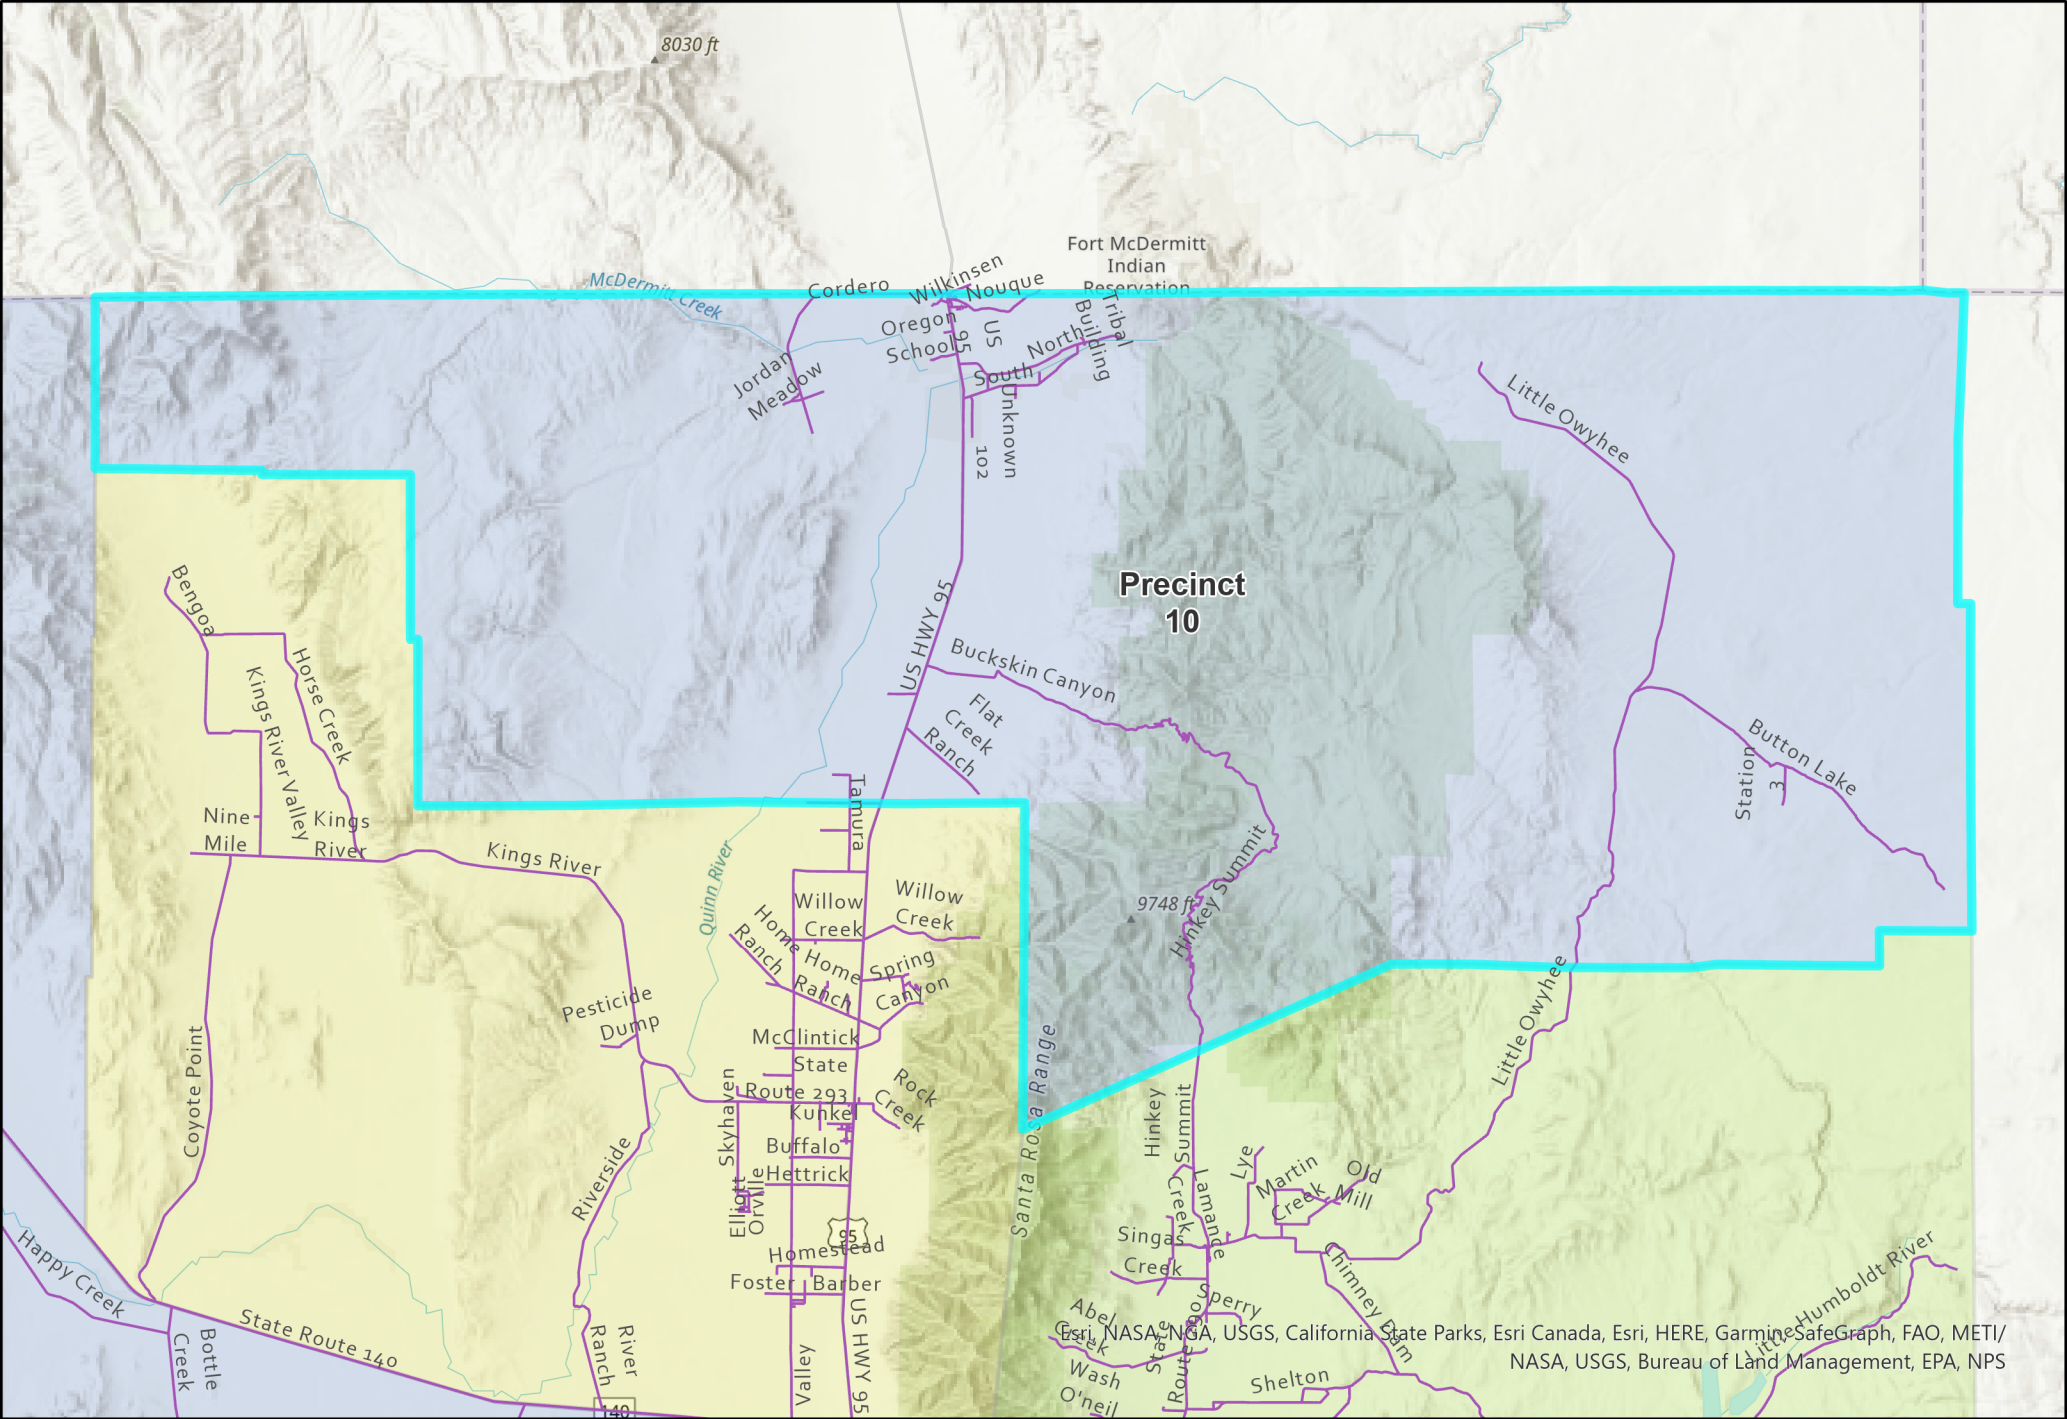 8030 ft
Fort McDermitt
Indian
Reservation
McDermitt Creek
Cordero
Wilkinsen
Nouque
Oregon
School
US
95
North
South
Building
Tribal
Unknown
102
Jordan
Meadow
Little Owyhee
Precinct
10
US HWY 95
Buckskin Canyon
Flat
Creek
Ranch
Bengoa
Horse Creek
Kings River Valley
Nine
Mile
Kings
River
Kings River
Button Lake
Station
3
Tamura
Quinn River
Willow
Creek
Willow
Creek
9748 ft
Hinkey Summit
Home
Ranch
Home
Ranch
Spring
Canyon
Pesticide
Dump
McClintick
State
Route 293
Rock
Creek
Kunkel
Coyote Point
Skyhaven
Buffalo
Hettrick
Elliott
Orville
Riverside
Santa Rosa Range
Little Owyhee
Hinkey
Summit
Lye
Martin
Creek
Old
Mill
Creek
Lamance
Singas
Creek
95
Homestead
Foster
Barber
Happy Creek
State Route 140
Bottle
Creek
River
Ranch
140
Valley
US HWY 95
Chimney Dam
Little Humboldt River
Sperry
Abel
Creek
State
Route 290
Wash
O'neil
Shelton
Esri, NASA, NGA, USGS, California State Parks, Esri Canada, Esri, HERE, Garmin, SafeGraph, FAO, METI/
NASA, USGS, Bureau of Land Management, EPA, NPS